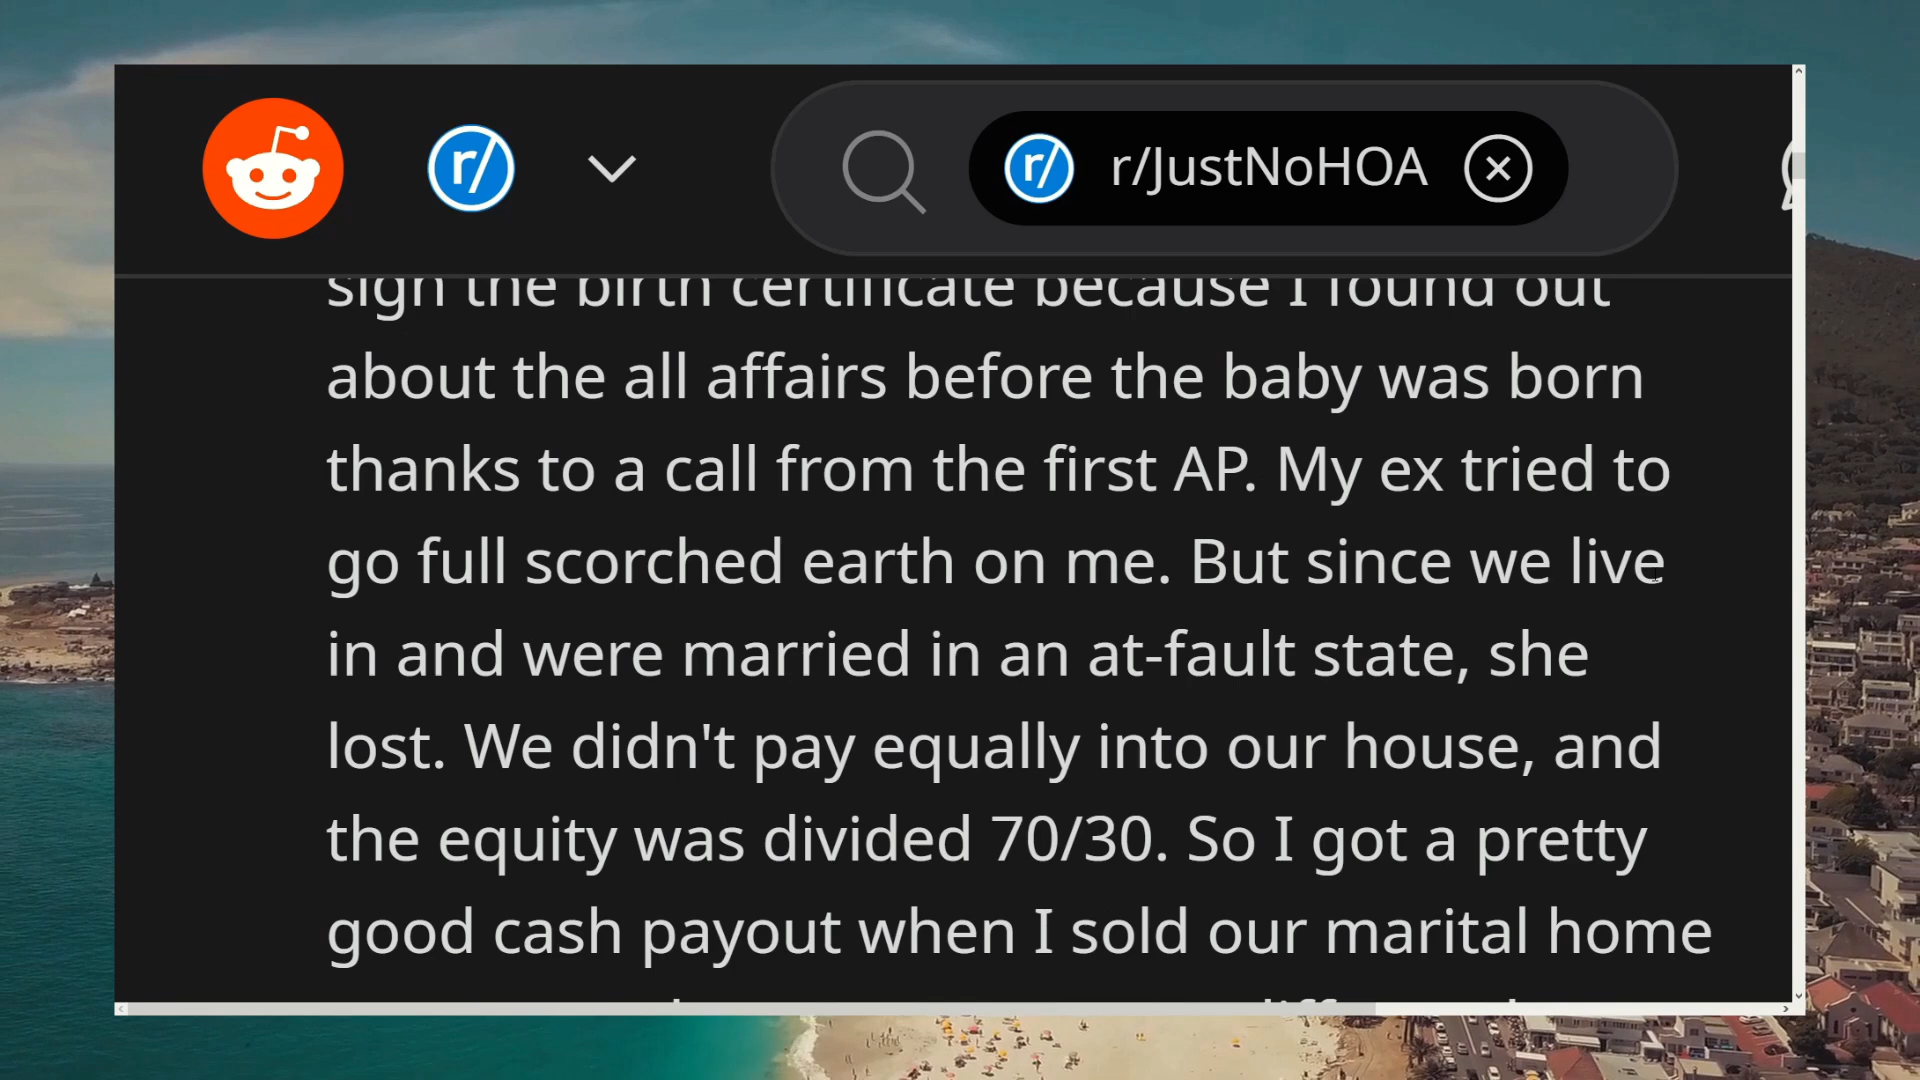 r/
r/
r/JustNoHOA
sign the birth certificate because I found out
about the all affairs before the baby was born
thanks to a call from the first AP. My ex tried to
go full scorched earth on me. But since we live
in and were married in an at-fault state, she
lost. We didn't pay equally into our house, and
the equity was divided 70/30. So I got a pretty
good cash payout when I sold our marital home